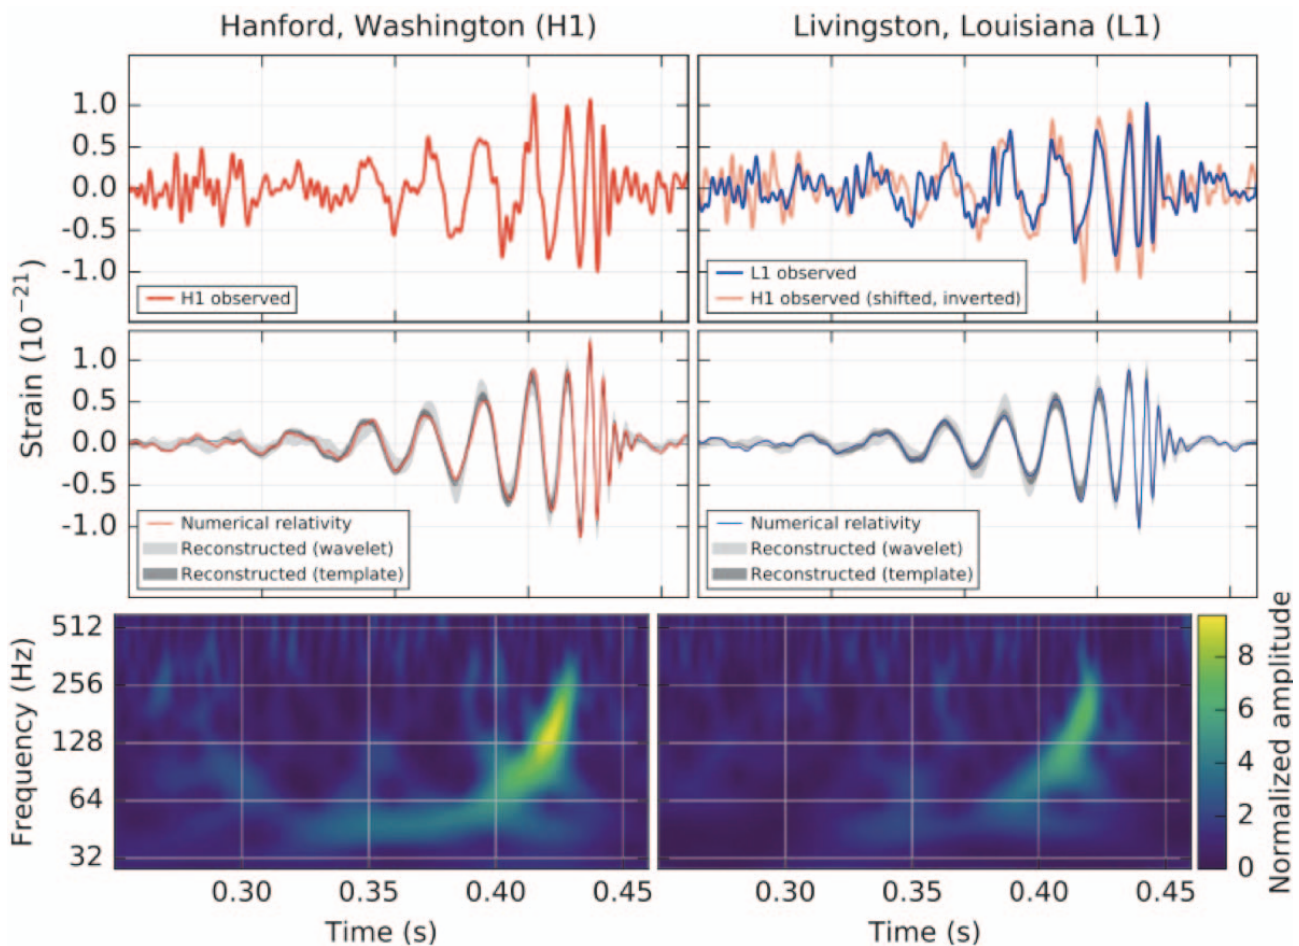 Hanford, Washington (H1)
Livingston, Louisiana (L1)
Strain (10⁻²¹)
1.0
0.5
0.0
-0.5
-1.0
H1 observed
L1 observed
H1 observed (shifted, inverted)
1.0
0.5
0.0
-0.5
-1.0
Numerical relativity
Reconstructed (wavelet)
Reconstructed (template)
Numerical relativity
Reconstructed (wavelet)
Reconstructed (template)
Frequency (Hz)
512
256
128
64
32
Normalized amplitude
8
6
4
2
0
0.30 0.35 0.40 0.45
0.30 0.35 0.40 0.45
Time (s)
Time (s)